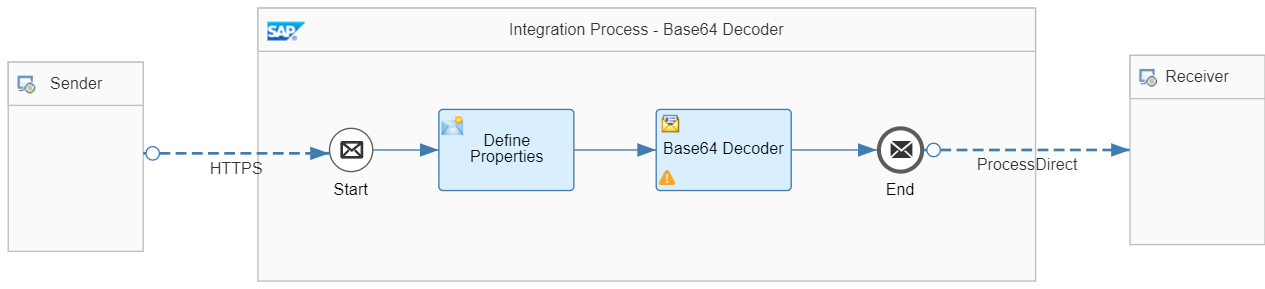 SAP
Integration Process - Base64 Decoder
Sender
Receiver
HTTPS
Start
Define
Properties
Base64 Decoder
End
ProcessDirect